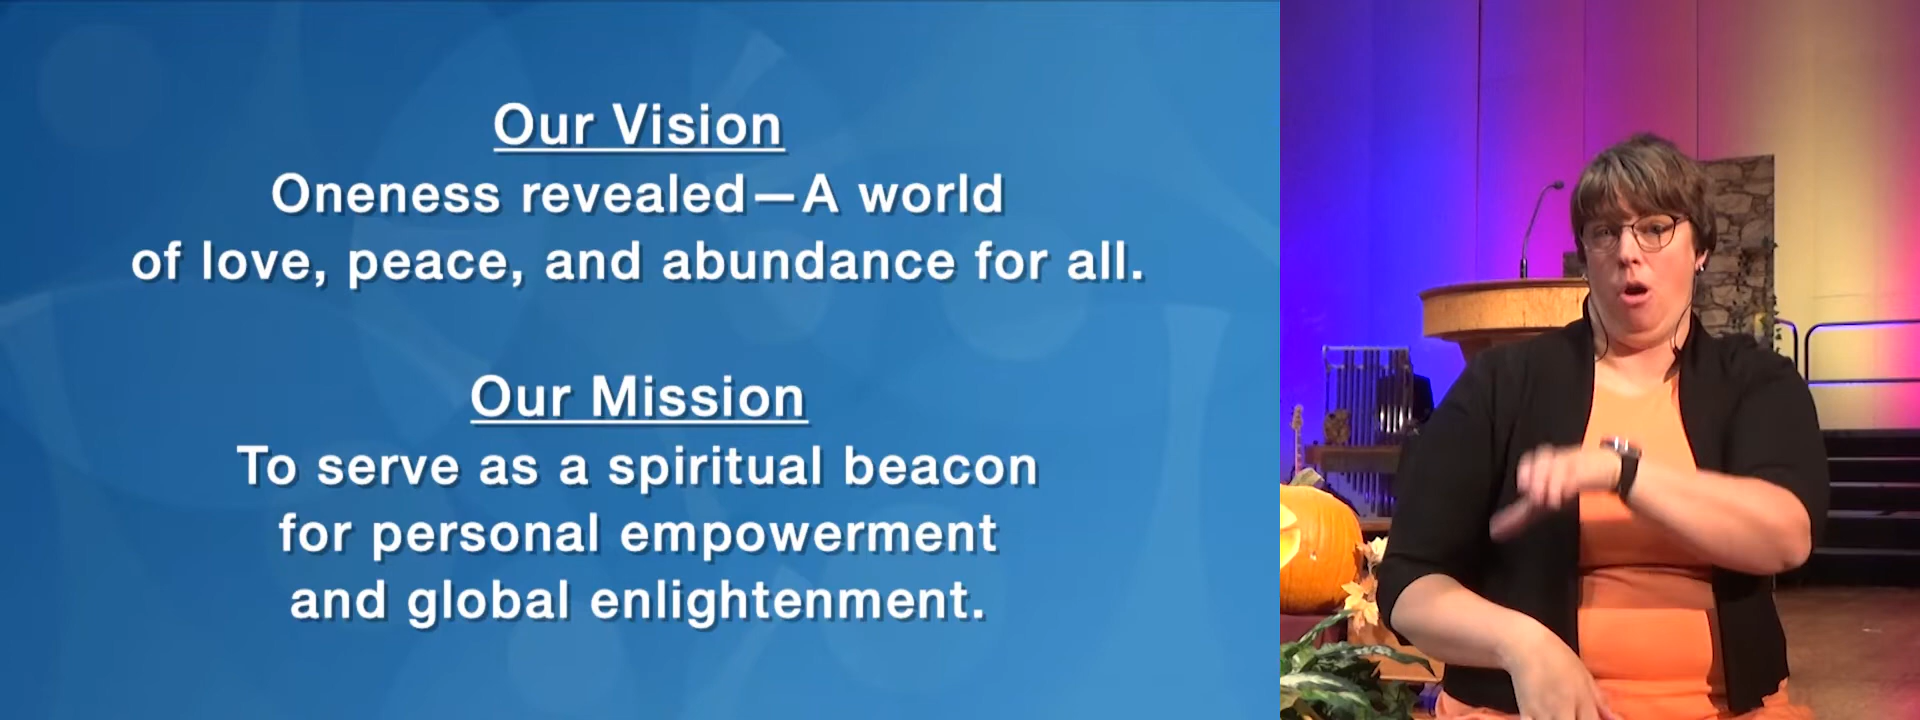 Our Vision
Oneness revealed—A world
of love, peace, and abundance for all.
Our Mission
To serve as a spiritual beacon
for personal empowerment
and global enlightenment.